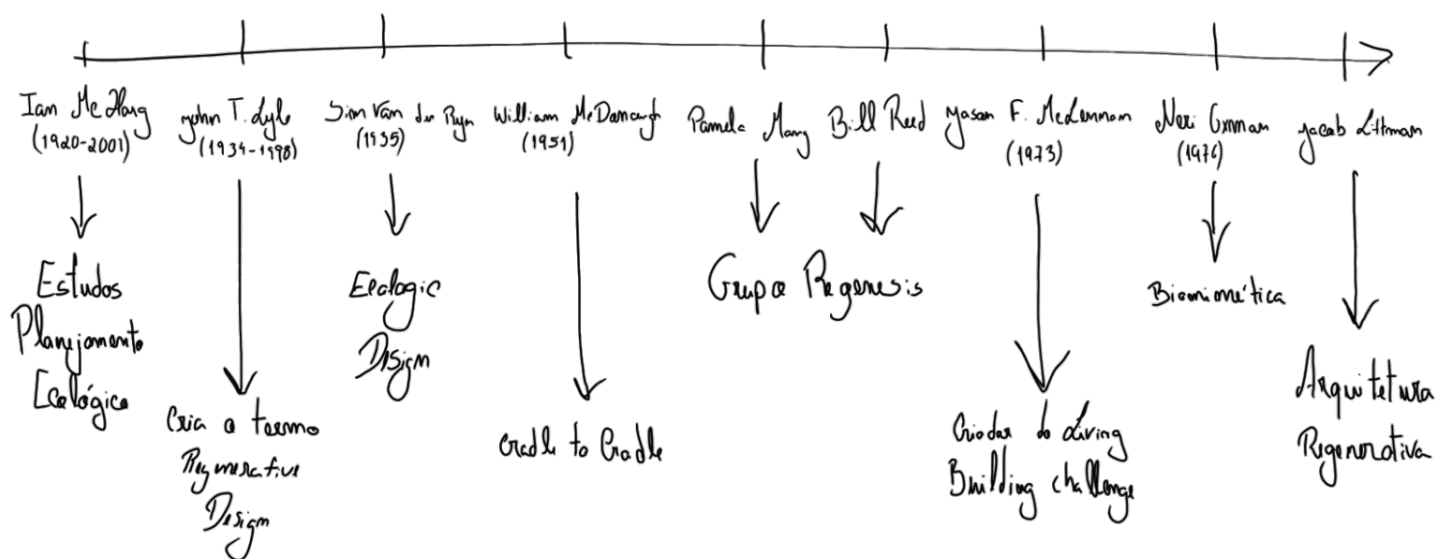 Ian McHarg
(1920-2001)
John T. Lyle
(1934-1998)
Sim Van der Ryn
(1935)
William McDonough
(1951)
Pamela Mang
Bill Reed
Jason F. McLennan
(1973)
Neri Oxman
(1976)
Jacob Littman
Estudos
Planejamento
Ecológico
Cria o termo
Regenerative
Design
Ecologic
Design
Cradle to Cradle
Grupo Regenesis
Criador do Living
Building challenge
Biomimética
Arquitetura
Regenerativa